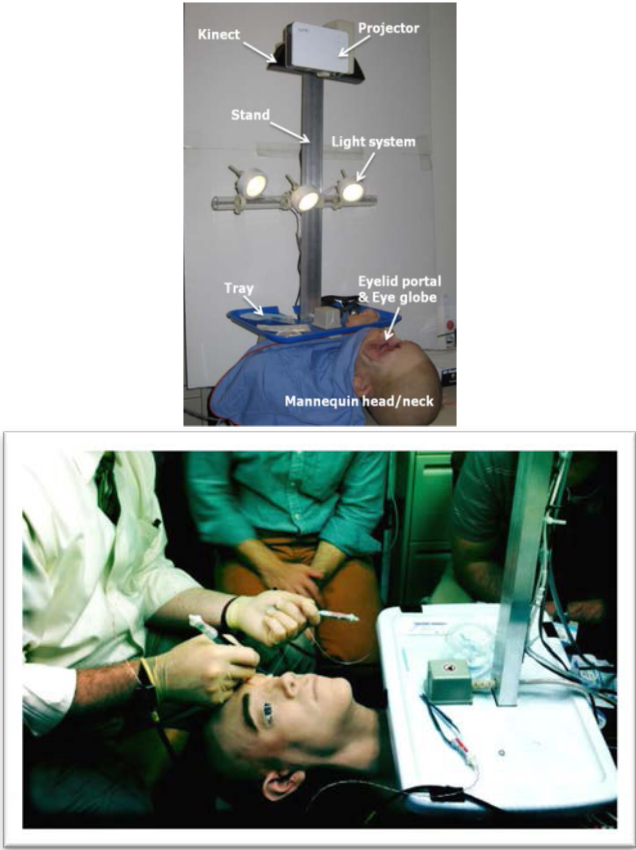 Kinect
Projector
Stand
Light system
Tray
Eyelid portal
& Eye globe
Mannequin head/neck